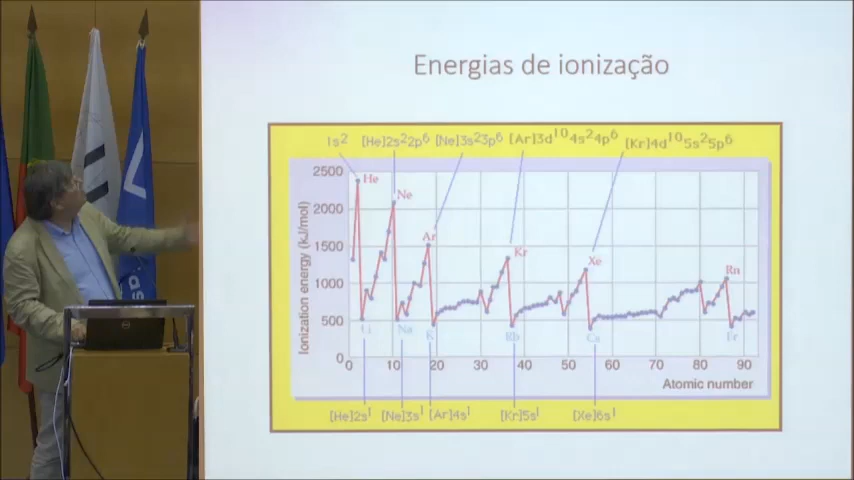 Energias de ionização
1s² [He]2s²2p⁶ [Ne]3s²3p⁶ [Ar]3d¹⁰4s²4p⁶ [Kr]4d¹⁰5s²5p⁶
2500
2000
1500
1000
500
0
Ionization energy (kJ/mol)
He
Ne
Ar
Kr
Xe
Rn
Li Na K Rb Cs Fr
0 10 20 30 40 50 60 70 80 90
Atomic number
[He]2s¹ [Ne]3s¹ [Ar]4s¹ [Kr]5s¹ [Xe]6s¹